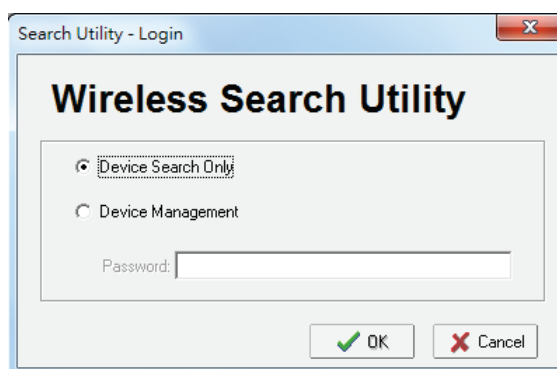 Search Utility - Login
Wireless Search Utility
Device Search Only
Device Management
Password:
OK
Cancel